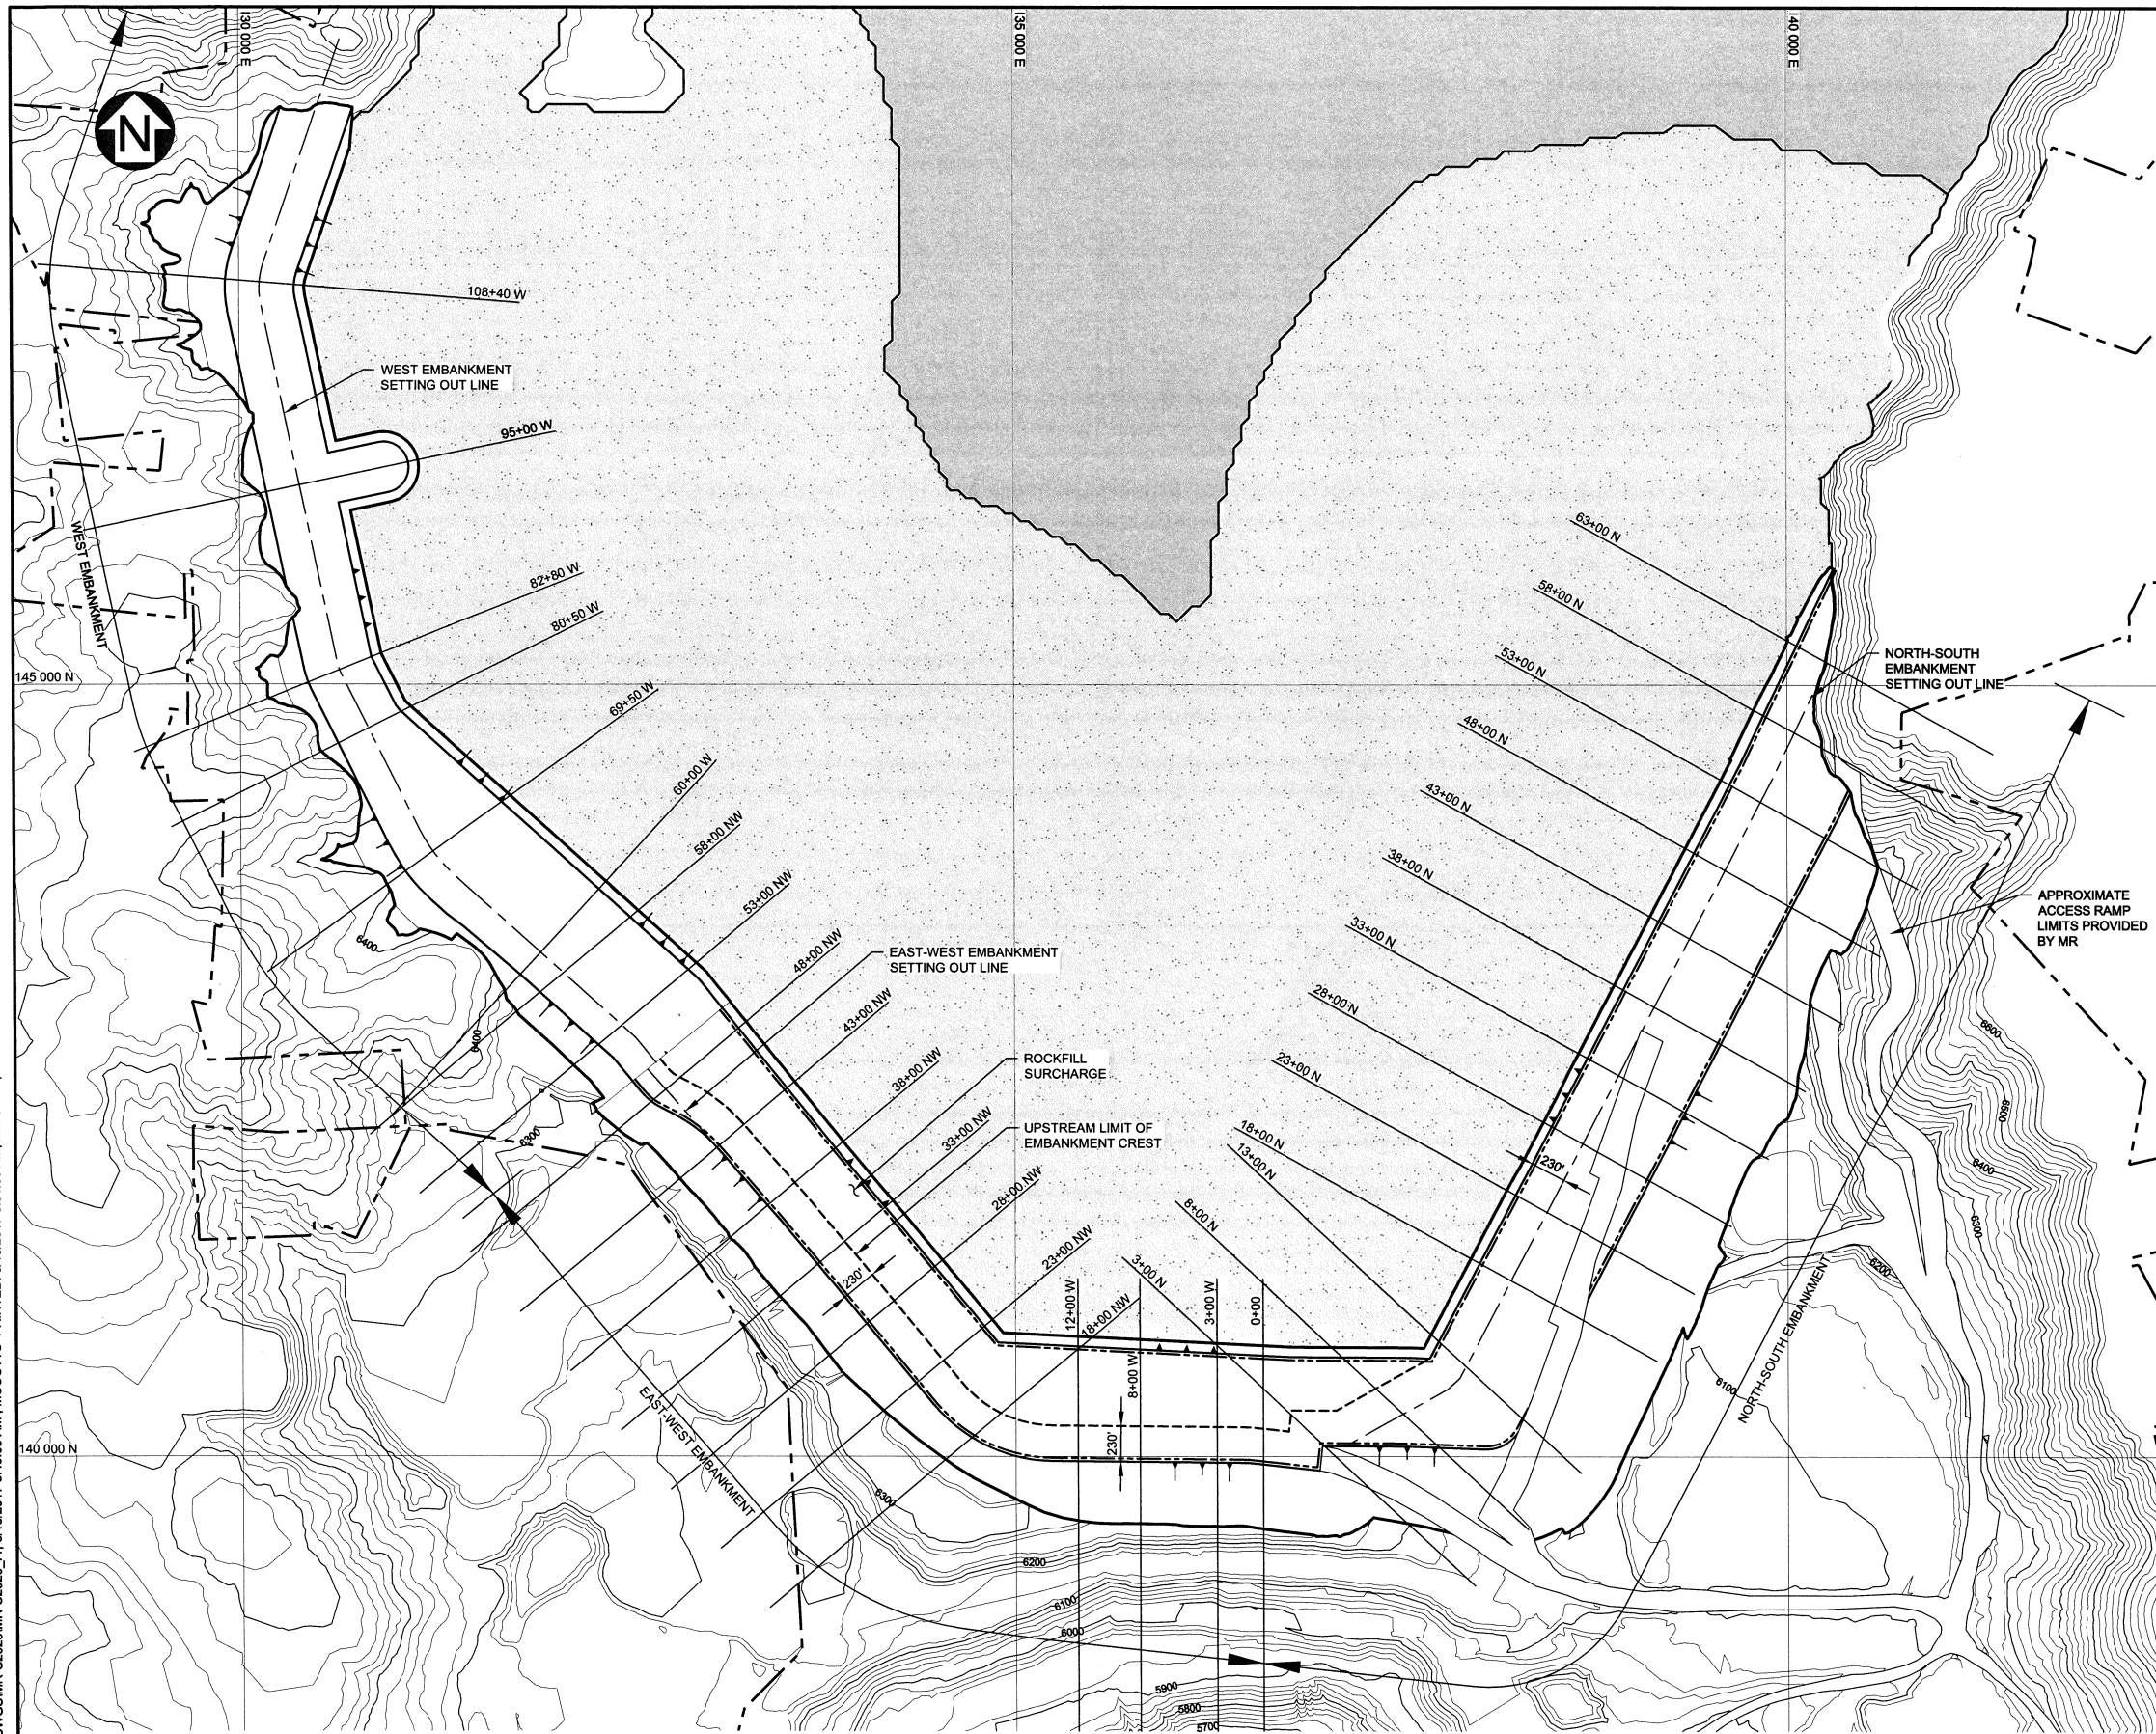 130 000 E
135 000 E
140 000 E
N
108+40 W
WEST EMBANKMENT
SETTING OUT LINE
95+00 W
WEST EMBANKMENT
82+80 W
80+50 W
145 000 N
69+50 W
60+00 W
58+00 NW
53+00 NW
48+00 NW
43+00 NW
38+00 NW
33+00 NW
28+00 NW
23+00 NW
18+00 NW
EAST-WEST EMBANKMENT
SETTING OUT LINE
ROCKFILL
SURCHARGE
UPSTREAM LIMIT OF
EMBANKMENT CREST
63+00 N
58+00 N
53+00 N
48+00 N
43+00 N
38+00 N
33+00 N
28+00 N
23+00 N
18+00 N
13+00 N
8+00 N
3+00 N
NORTH-SOUTH
EMBANKMENT
SETTING OUT LINE
APPROXIMATE
ACCESS RAMP
LIMITS PROVIDED
BY MR
12+00 W
8+00 W
3+00 W
0+00
230'
230'
230'
6400
6400
6300
6600
6500
6400
6300
6200
6100
NORTH-SOUTH EMBANKMENT
EAST-WEST EMBANKMENT
140 000 N
6300
6200
6100
6000
5900
5800
5700